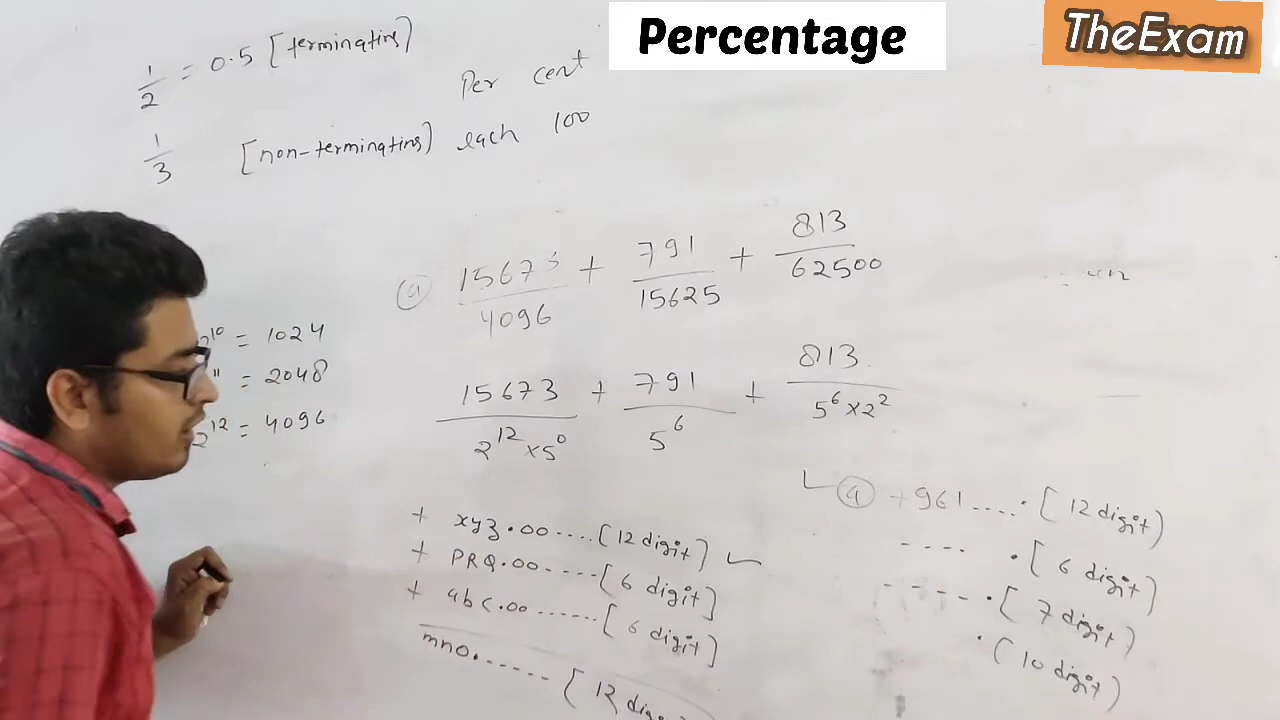 Percentage
TheExam
1/2 = 0.5 [terminating]
Per cent
1/3 [non-terminating]
each 100
(a) 15673/4096 + 791/15625 + 813/62500
2^10 = 1024
2^11 = 2048
2^12 = 4096
15673/2^12 × 5^0 + 791/5^6 + 813/5^6 × 2^2
+ xyz.00....[12 digit] ✓
+ PRQ.00----[6 digit]
+ abc.00------[6 digit]
mno.------[12 digi
✓ (a) +961.....[12 digit)
---- .[6 digit)
-----.[7 digit)
.(10 digit)